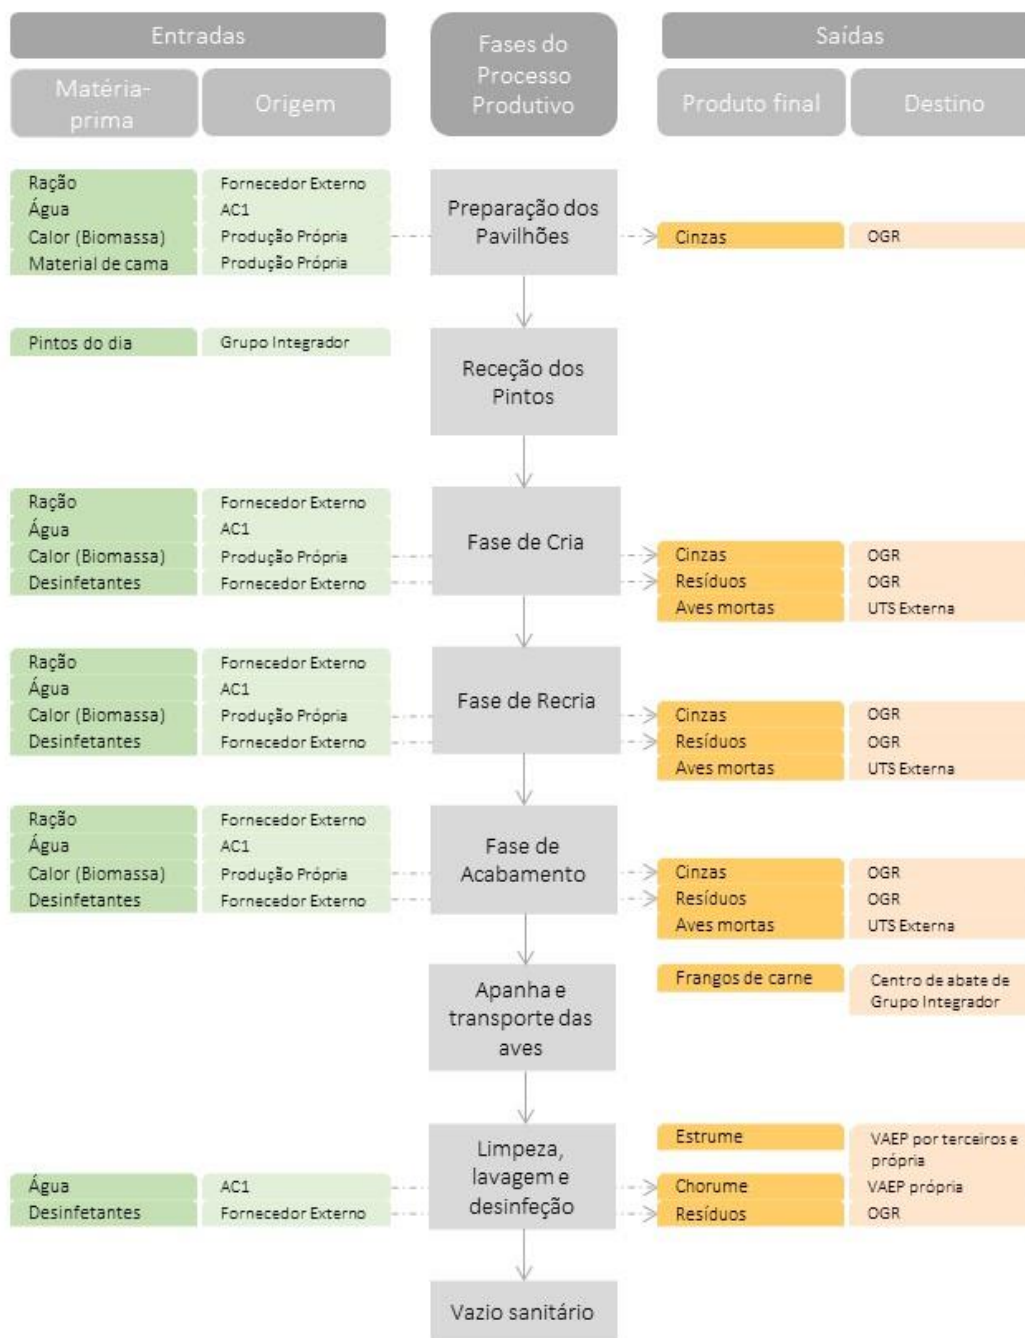 Entradas
Fases do
Processo
Produtivo
Saídas
Matéria-
prima
Origem
Produto final
Destino
Ração
Fornecedor Externo
Água
AC1
Calor (Biomassa)
Produção Própria
Material de cama
Produção Própria
Preparação dos
Pavilhões
Cinzas
OGR
Pintos do dia
Grupo Integrador
Receção dos
Pintos
Ração
Fornecedor Externo
Água
AC1
Calor (Biomassa)
Produção Própria
Desinfetantes
Fornecedor Externo
Fase de Cria
Cinzas
OGR
Resíduos
OGR
Aves mortas
UTS Externa
Ração
Fornecedor Externo
Água
AC1
Calor (Biomassa)
Produção Própria
Desinfetantes
Fornecedor Externo
Fase de Recria
Cinzas
OGR
Resíduos
OGR
Aves mortas
UTS Externa
Ração
Fornecedor Externo
Água
AC1
Calor (Biomassa)
Produção Própria
Desinfetantes
Fornecedor Externo
Fase de
Acabamento
Cinzas
OGR
Resíduos
OGR
Aves mortas
UTS Externa
Apanha e
transporte das
aves
Frangos de carne
Centro de abate de
Grupo Integrador
Água
AC1
Desinfetantes
Fornecedor Externo
Limpeza,
lavagem e
desinfeção
Estrume
VAEP por terceiros e
própria
Chorume
VAEP própria
Resíduos
OGR
Vazio sanitário